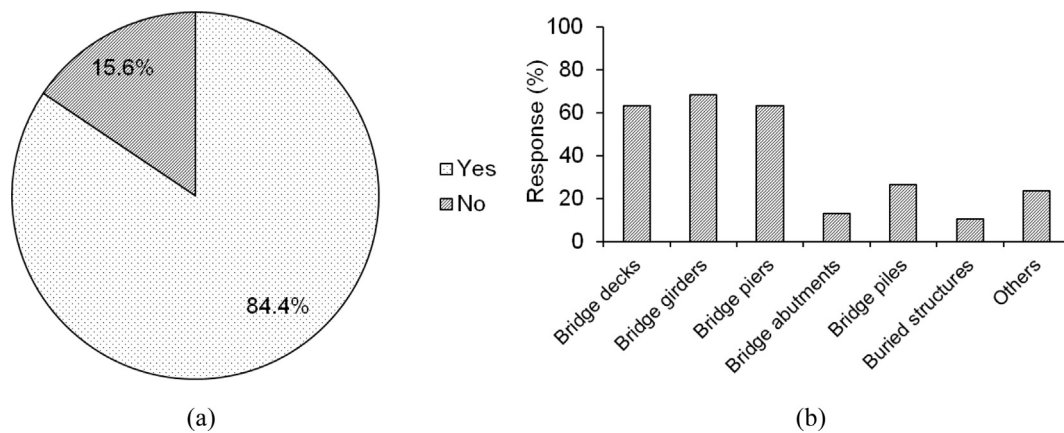 15.6%
84.4%
Yes
No
(a)
Response (%)
100
80
60
40
20
0
Bridge decks
Bridge girders
Bridge piers
Bridge abutments
Bridge piles
Buried structures
Others
(b)